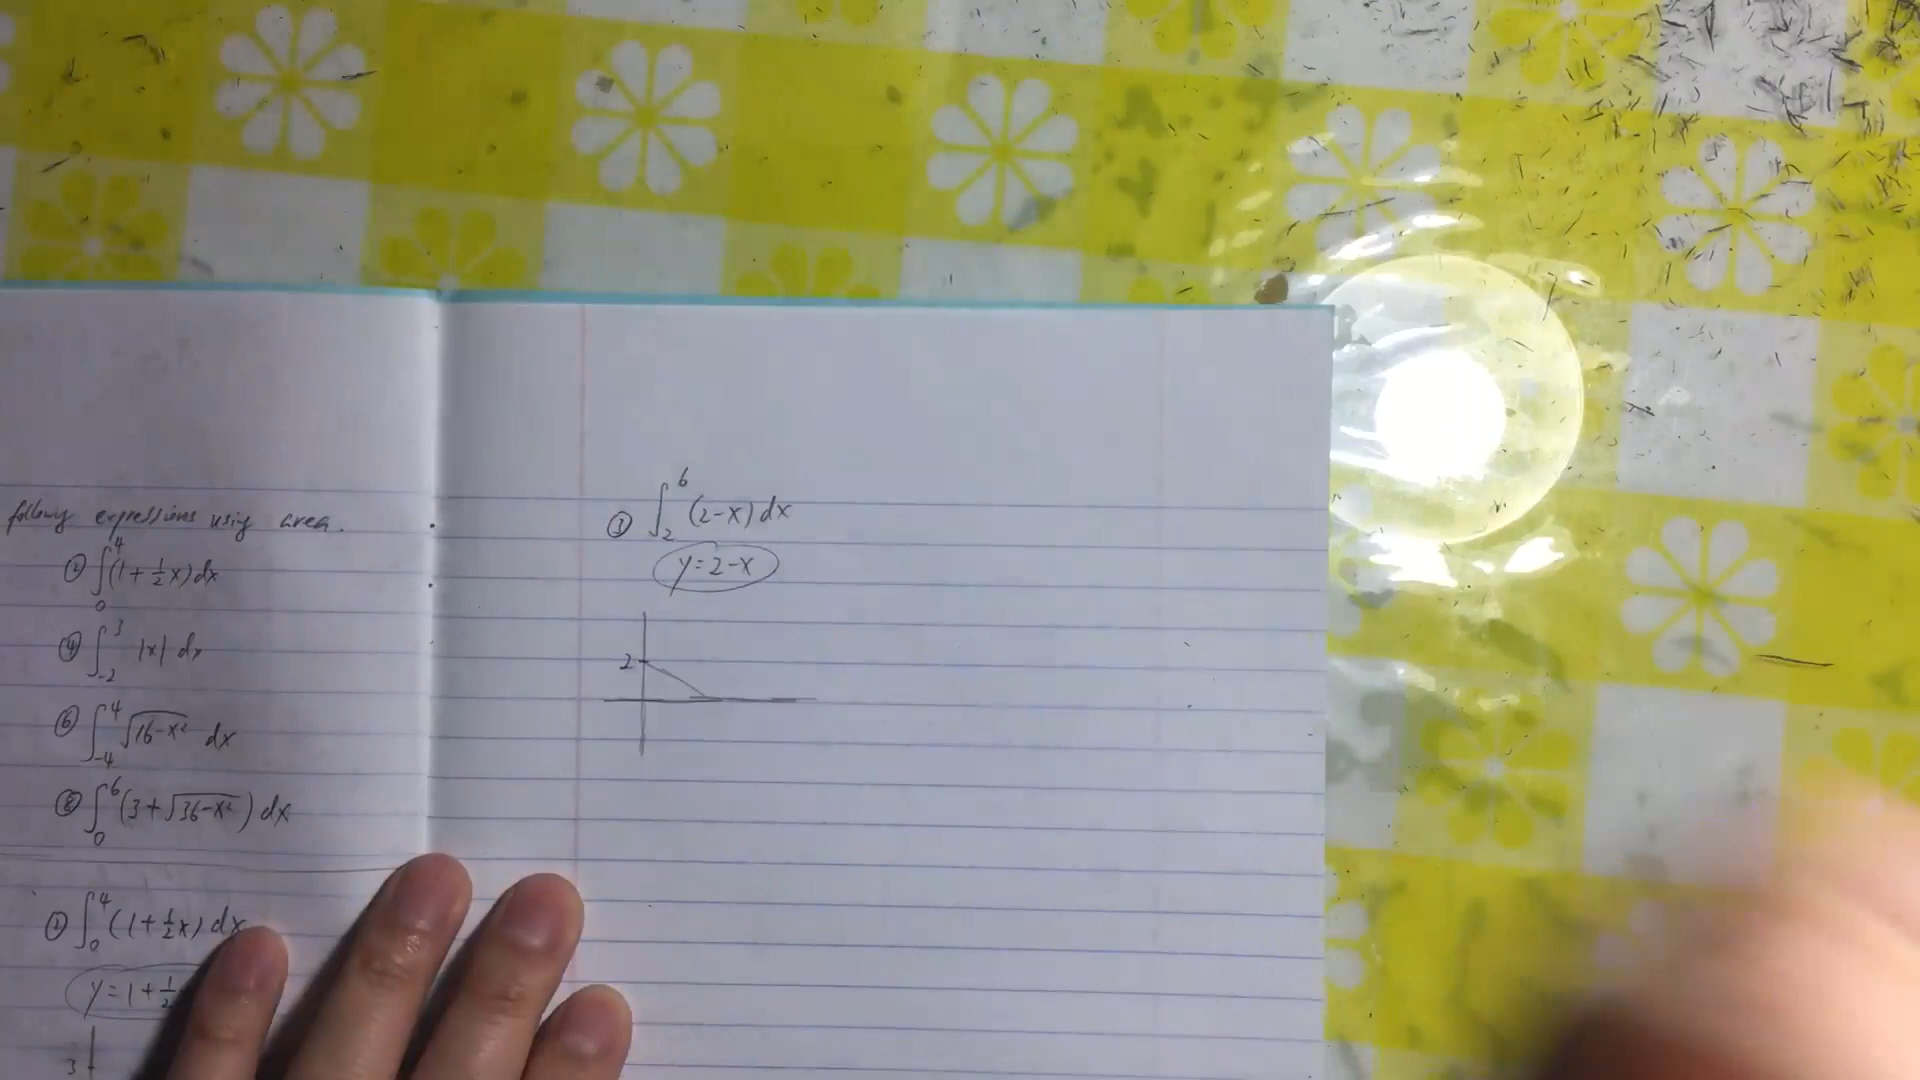 following expressions using area.
② ∫₀⁴ (1 + ½x) dx
④ ∫₋₂³ |x| dx
⑥ ∫₋₄⁴ √(16-x²) dx
⑧ ∫₀⁶ (3 + √(36-x²)) dx
∫₀⁴ (1 + ½x) dx
y = 1 + ½
3
③ ∫₂⁶ (2-x) dx
y = 2-x
2